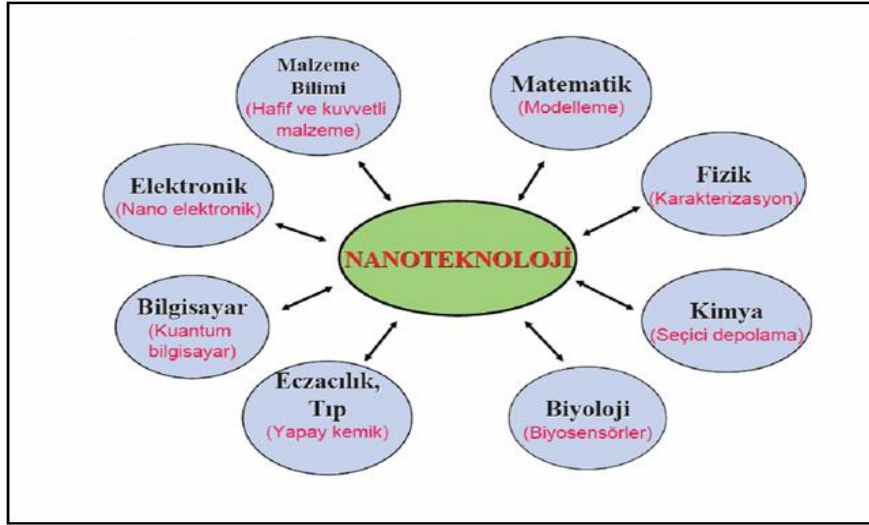 Malzeme
Bilimi
(Hafif ve kuvvetli
malzeme)
Matematik
(Modelleme)
Elektronik
(Nano elektronik)
Fizik
(Karakterizasyon)
NANOTEKNOLOJİ
Bilgisayar
(Kuantum
bilgisayar)
Kimya
(Seçici depolama)
Eczacılık,
Tıp
(Yapay kemik)
Biyoloji
(Biyosensörler)